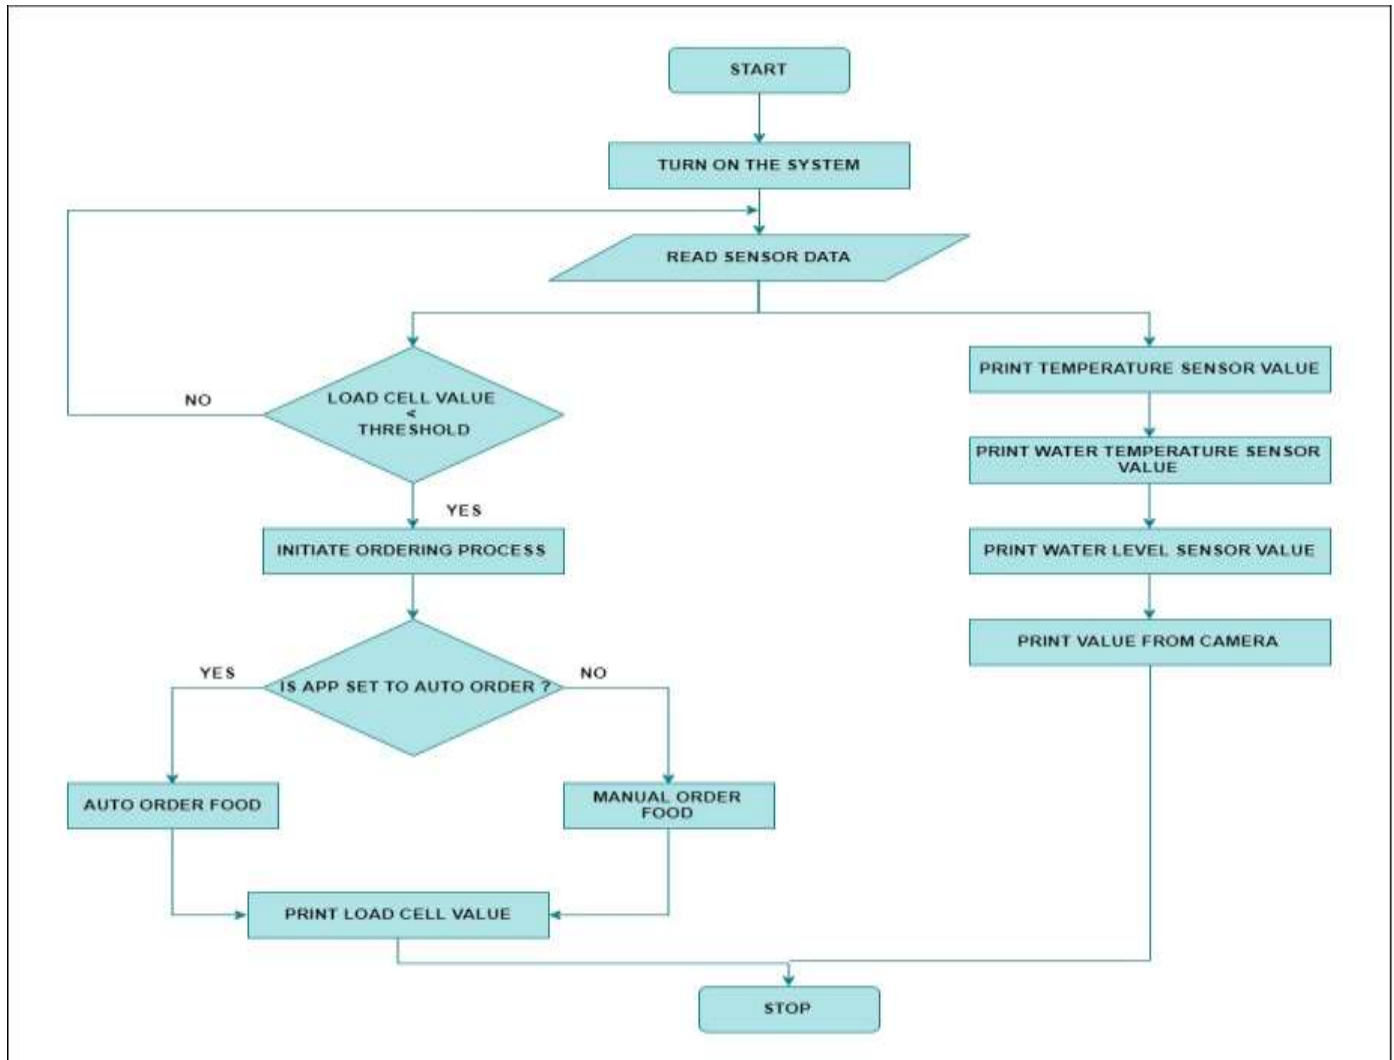 START
TURN ON THE SYSTEM
READ SENSOR DATA
NO
LOAD CELL VALUE
<
THRESHOLD
YES
INITIATE ORDERING PROCESS
YES
IS APP SET TO AUTO ORDER ?
NO
AUTO ORDER FOOD
MANUAL ORDER
FOOD
PRINT LOAD CELL VALUE
PRINT TEMPERATURE SENSOR VALUE
PRINT WATER TEMPERATURE SENSOR
VALUE
PRINT WATER LEVEL SENSOR VALUE
PRINT VALUE FROM CAMERA
STOP